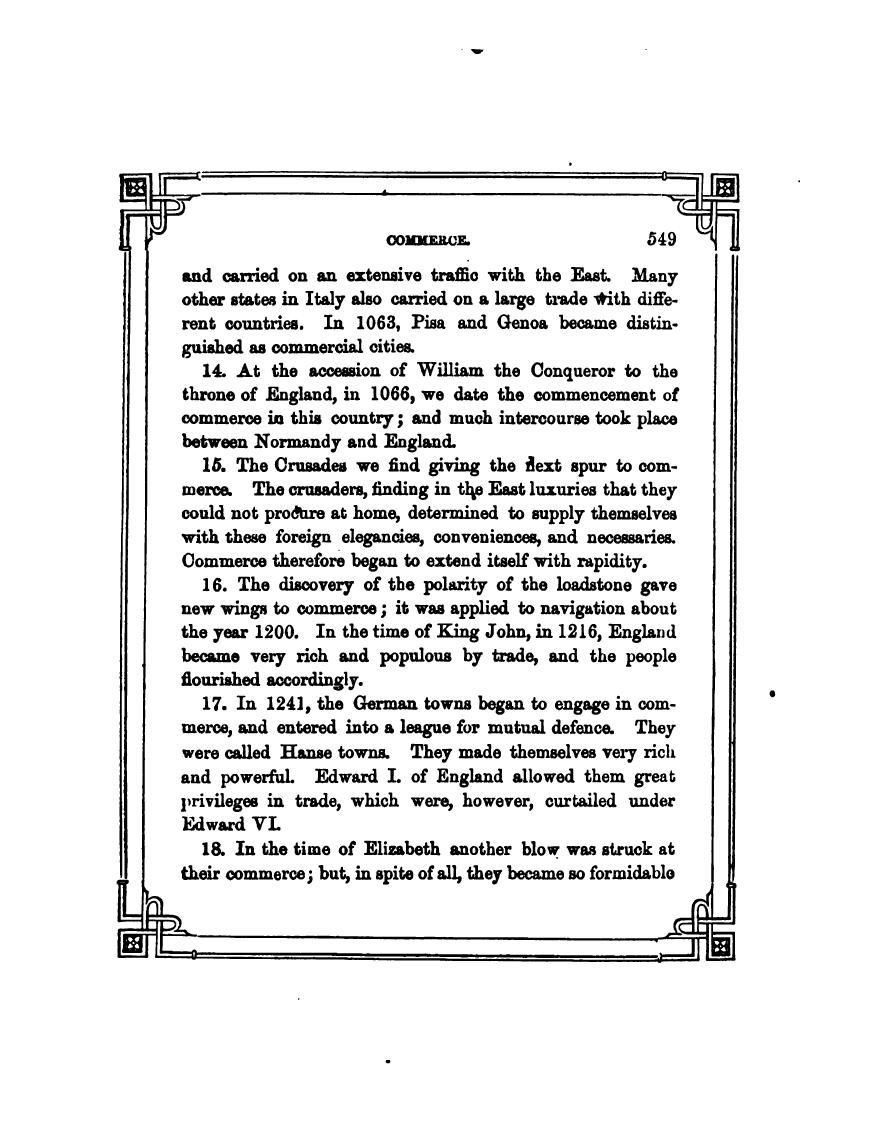 COMMERCE. 549
and carried on an extensive traffic with the East. Many
other states in Italy also carried on a large trade with diffe-
rent countries. In 1063, Pisa and Genoa became distin-
guished as commercial cities.
14. At the accession of William the Conqueror to the
throne of England, in 1066, we date the commencement of
commerce in this country; and much intercourse took place
between Normandy and England.
15. The Crusades we find giving the next spur to com-
merce. The crusaders, finding in the East luxuries that they
could not procure at home, determined to supply themselves
with these foreign elegancies, conveniences, and necessaries.
Commerce therefore began to extend itself with rapidity.
16. The discovery of the polarity of the loadstone gave
new wings to commerce; it was applied to navigation about
the year 1200. In the time of King John, in 1216, England
became very rich and populous by trade, and the people
flourished accordingly.
17. In 1241, the German towns began to engage in com-
merce, and entered into a league for mutual defence. They
were called Hanse towns. They made themselves very rich
and powerful. Edward I. of England allowed them great
privileges in trade, which were, however, curtailed under
Edward VI.
18. In the time of Elizabeth another blow was struck at
their commerce; but, in spite of all, they became so formidable